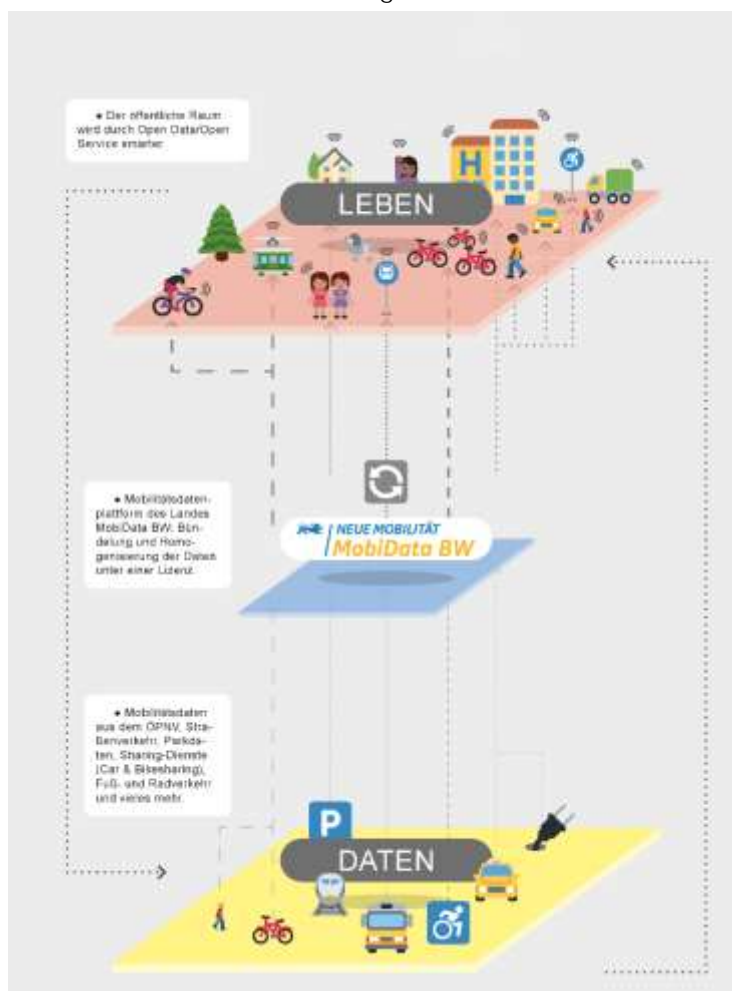 • Der öffentliche Raum
wird durch Open Data/Open
Service smarter.
H
LEBEN
• Mobilitätsdaten-
plattform des Landes
MobiData BW: Bün-
delung und Homo-
genisierung der Daten
unter einer Lizenz.
NEUE MOBILITÄT
MobiData BW
• Mobilitätsdaten
aus dem ÖPNV, Stra-
ßenverkehr, Parkda-
ten, Sharing-Dienste
(Car & Bikesharing),
Fuß- und Radverkehr
und vieles mehr.
P
DATEN